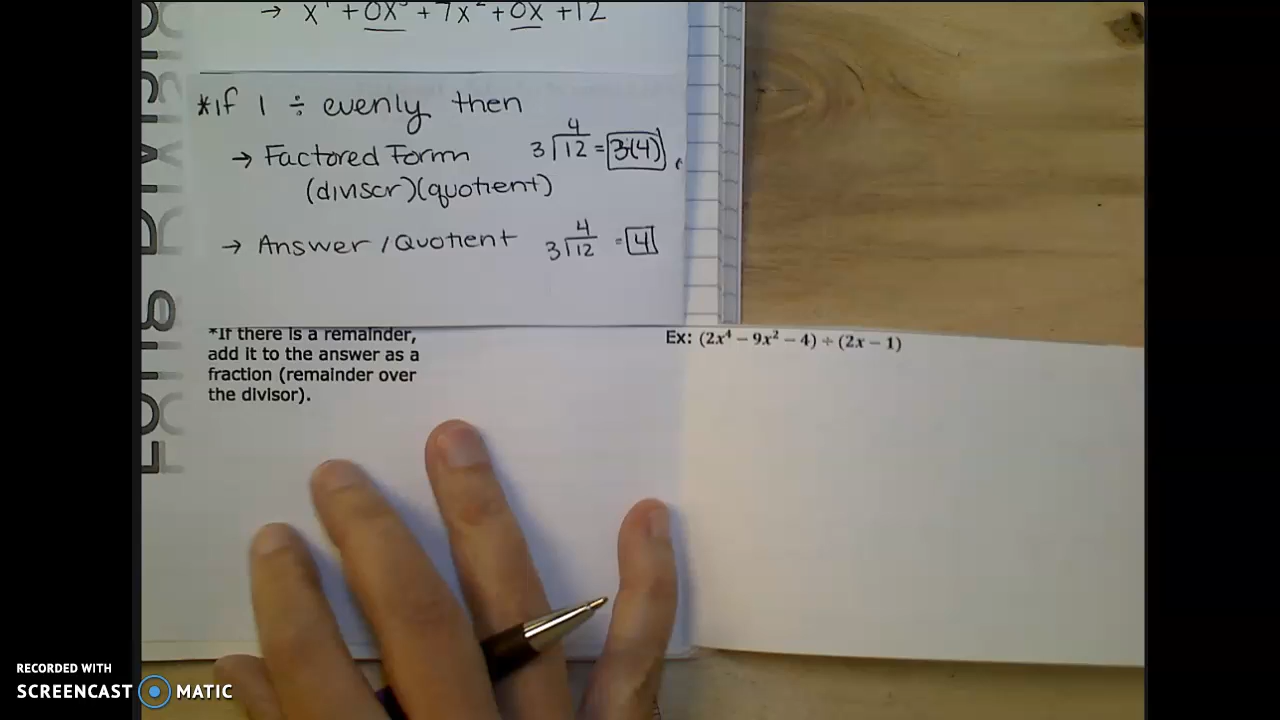 → x⁴ + 0x³ + 7x² + 0x + 12
*if 1 ÷ evenly then
→ Factored Form 3⟌12 = 3·(4)
4
(divisor)(quotient)
→ Answer / Quotient 3⟌12 = 4
4
*If there is a remainder,
add it to the answer as a
fraction (remainder over
the divisor).
Ex: (2x⁴ – 9x² – 4) ÷ (2x – 1)
RECORDED WITH
SCREENCAST MATIC